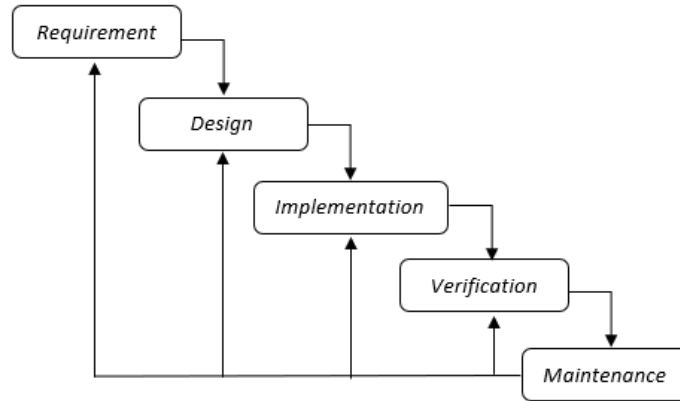 Requirement
Design
Implementation
Verification
Maintenance